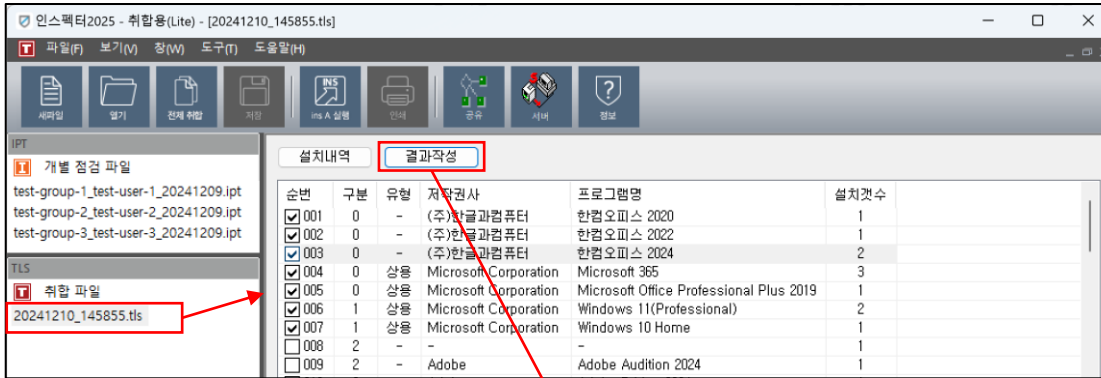 인스펙터2025 - 취합용(Lite) - [20241210_145855.tls]
파일(F) 보기(V) 창(W) 도구(T) 도움말(H)
새파일 열기 전체 취합 저장 ins A 실행 인쇄 공유 서버 정보
IPT
개별 점검 파일
test-group-1_test-user-1_20241209.ipt
test-group-2_test-user-2_20241209.ipt
test-group-3_test-user-3_20241209.ipt
TLS
취합 파일
20241210_145855.tls
설치내역 결과작성
순번 구분 유형 저작권사 프로그램명 설치갯수
001 0 - (주)한글과컴퓨터 한컴오피스 2020 1
002 0 - (주)한글과컴퓨터 한컴오피스 2022 1
003 0 - (주)한글과컴퓨터 한컴오피스 2024 2
004 0 상용 Microsoft Corporation Microsoft 365 3
005 0 상용 Microsoft Corporation Microsoft Office Professional Plus 2019 1
006 1 상용 Microsoft Corporation Windows 11(Professional) 2
007 1 상용 Microsoft Corporation Windows 10 Home 1
008 2 - - - 1
009 2 - Adobe Adobe Audition 2024 1